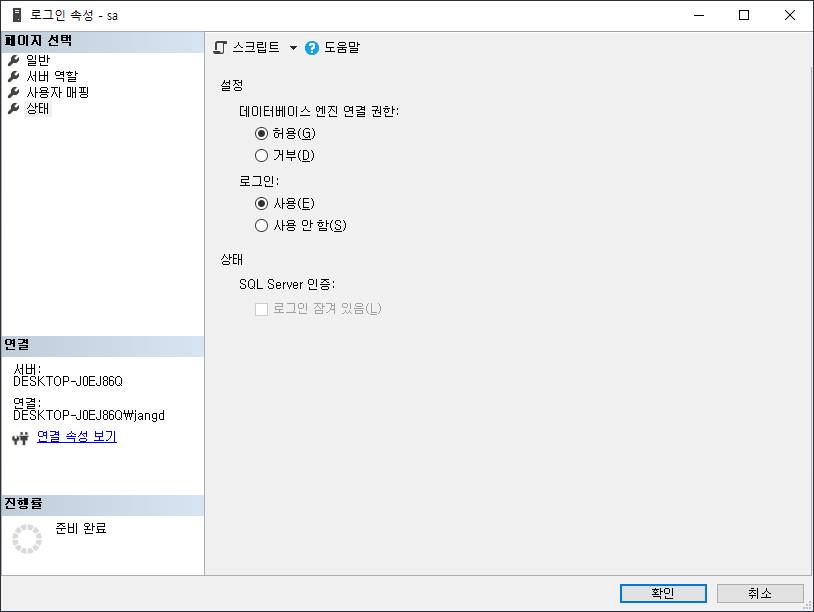 로그인 속성 - sa
페이지 선택
일반
서버 역할
사용자 매핑
상태
스크립트
도움말
설정
데이터베이스 엔진 연결 권한:
허용(G)
거부(D)
로그인:
사용(E)
사용 안 함(S)
상태
SQL Server 인증:
로그인 잠겨 있음(L)
연결
서버:
DESKTOP-J0EJ86Q
연결:
DESKTOP-J0EJ86Q₩jangd
연결 속성 보기
진행률
준비 완료
확인
취소